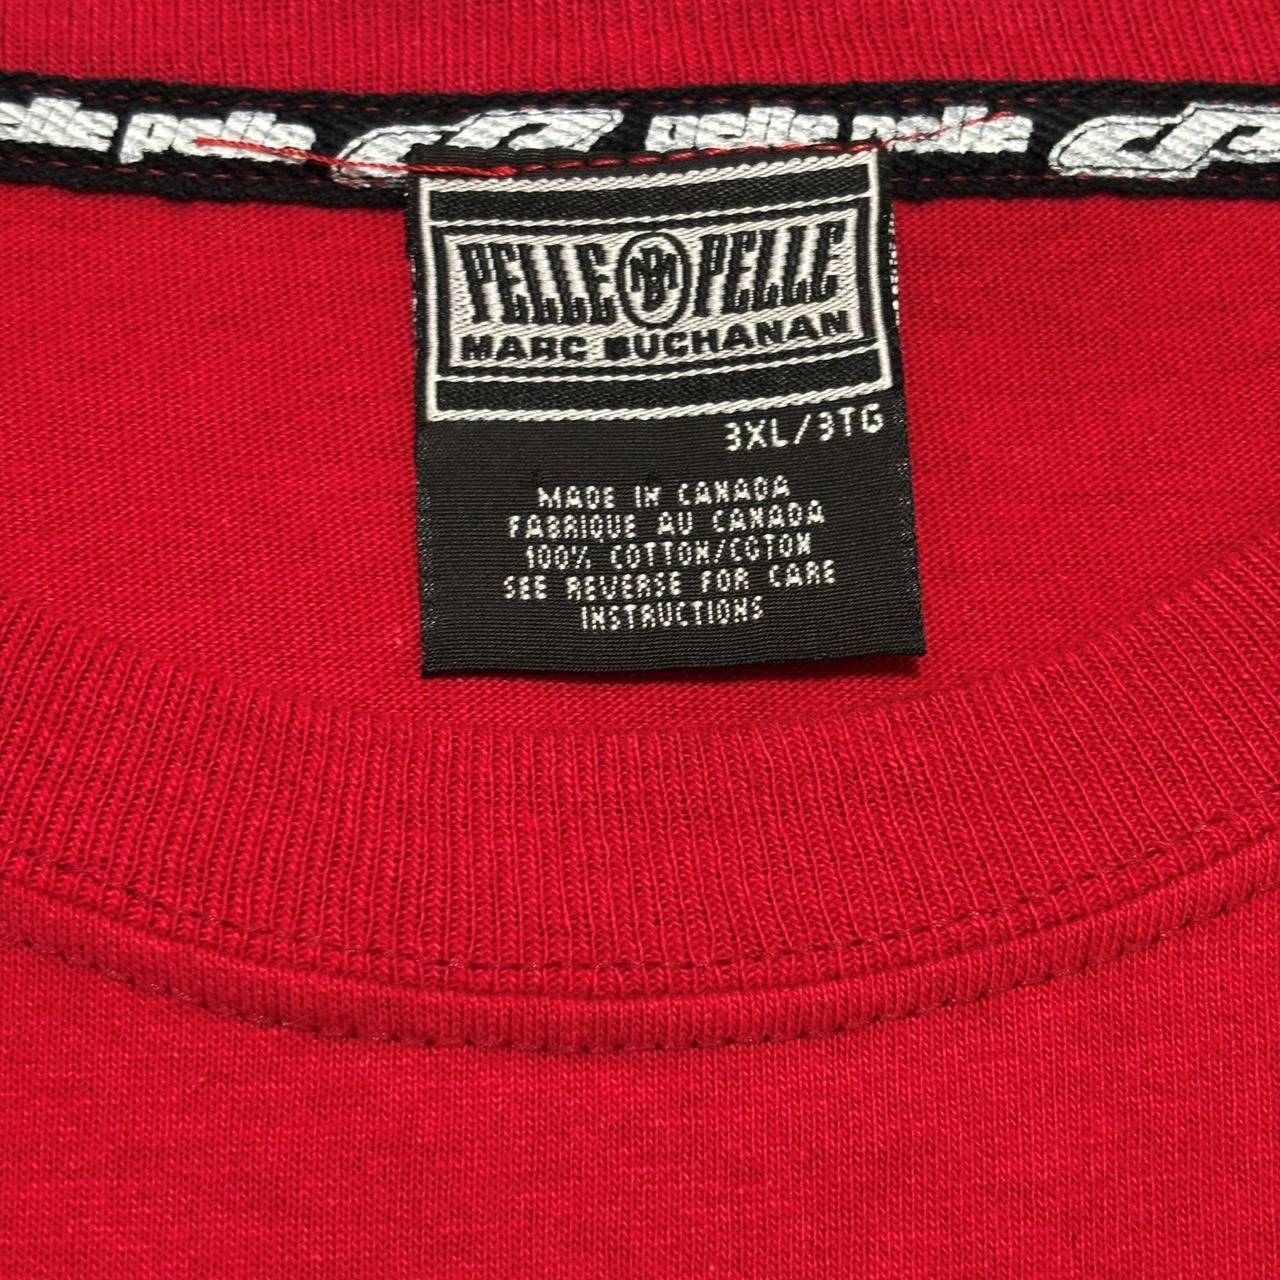 pelle pelle pelle pelle
PELLE MB PELLE
MARC BUCHANAN
3XL/3TG
MADE IN CANADA
FABRIQUE AU CANADA
100% COTTON/COTON
SEE REVERSE FOR CARE
INSTRUCTIONS